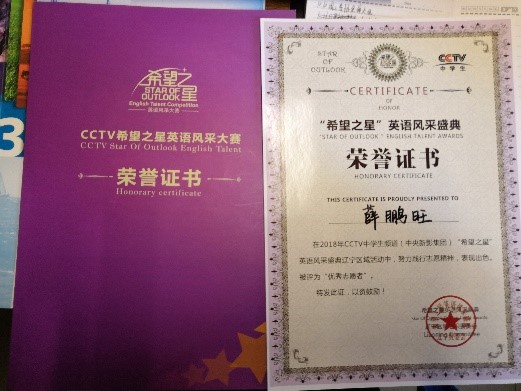 希望之星
STAR OF OUTLOOK
English Talent Competition
英语风采大赛
CCTV希望之星英语风采大赛
CCTV Star Of Outlook English Talent
荣誉证书
Honorary certificate
3
STAR OF OUTLOOK
CCTV
中学生
CERTIFICATE
OF
HONOR
“希望之星”英语风采盛典
"STAR OF OUTLOOK" ENGLISH TALENT AWARDS
荣誉证书
HONORARY CERTIFICATE
THIS CERTIFICATE IS PROUDLY PRESENTED TO
薛鹏旺
在2018年CCTV中学生频道（中央新影集团）“希望之星”
英语风采盛典辽宁区域活动中，努力践行志愿精神，表现出色。
被评为“优秀志愿者”。
特发此证，以资鼓励！